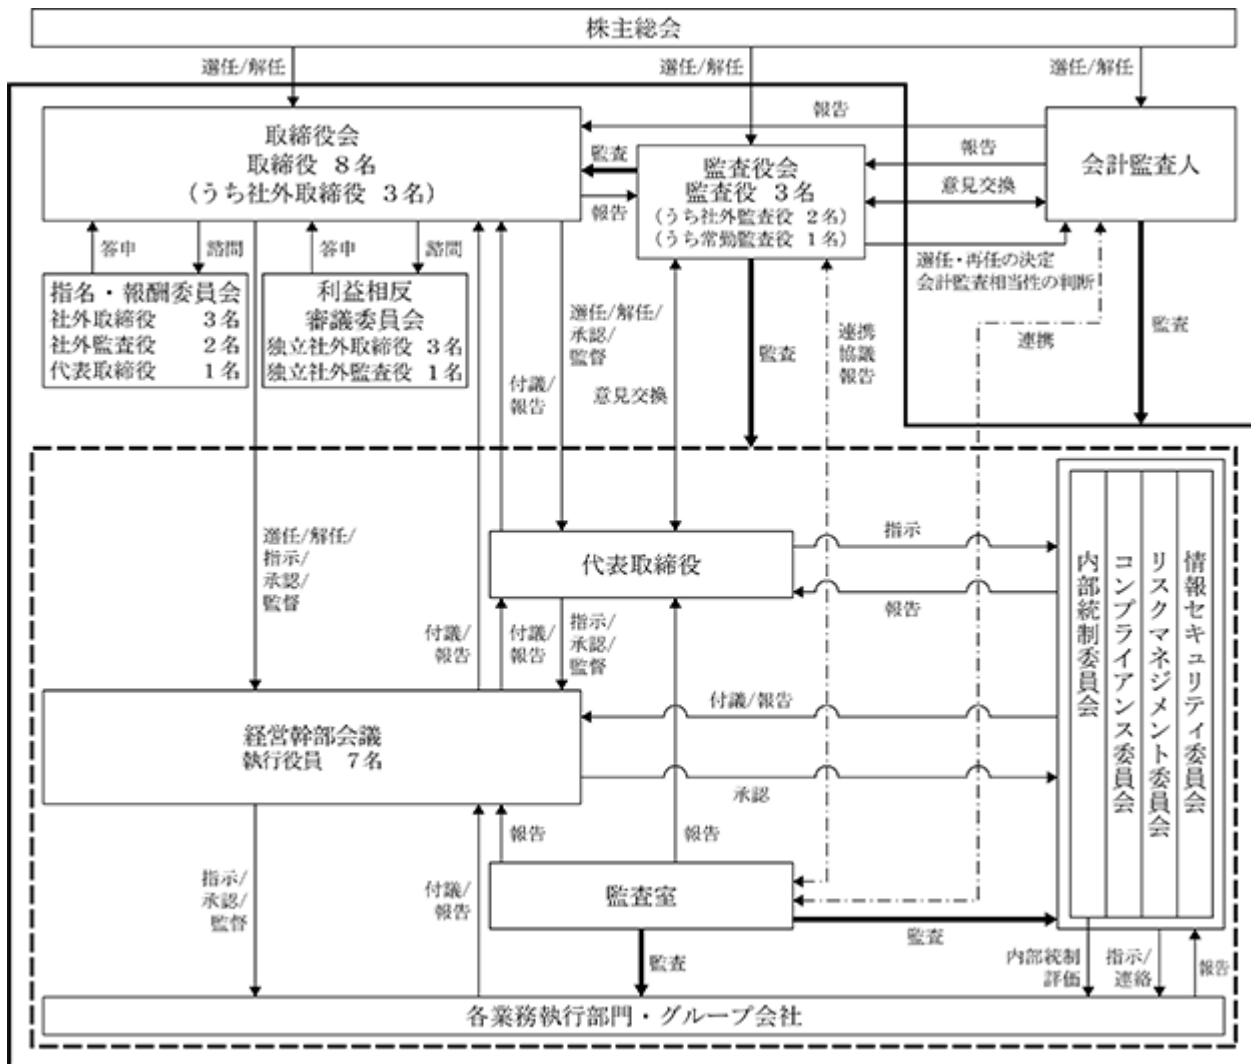 株主総会
選任/解任
選任/解任
選任/解任
取締役会
取締役 8名
（うち社外取締役 3名）
監査
報告
監査役会
監査役 3名
（うち社外監査役 2名）
（うち常勤監査役 1名）
報告
報告
意見交換
会計監査人
選任・再任の決定
会計監査相当性の判断
答申
諮問
答申
諮問
指名・報酬委員会
社外取締役 3名
社外監査役 2名
代表取締役 1名
利益相反
審議委員会
独立社外取締役 3名
独立社外監査役 1名
付議/
報告
選任/解任/
承認/
監督
意見交換
監査
連携
協議
報告
連携
監査
選任/解任/
指示/
承認/
監督
代表取締役
指示
報告
付議/
報告
付議/
報告
指示/
承認/
監督
内部統制委員会
コンプライアンス委員会
リスクマネジメント委員会
情報セキュリティ委員会
経営幹部会議
執行役員 7名
付議/報告
承認
指示/
承認/
監督
付議/
報告
報告
報告
監査室
監査
監査
内部統制
評価
指示/
連絡
報告
各業務執行部門・グループ会社